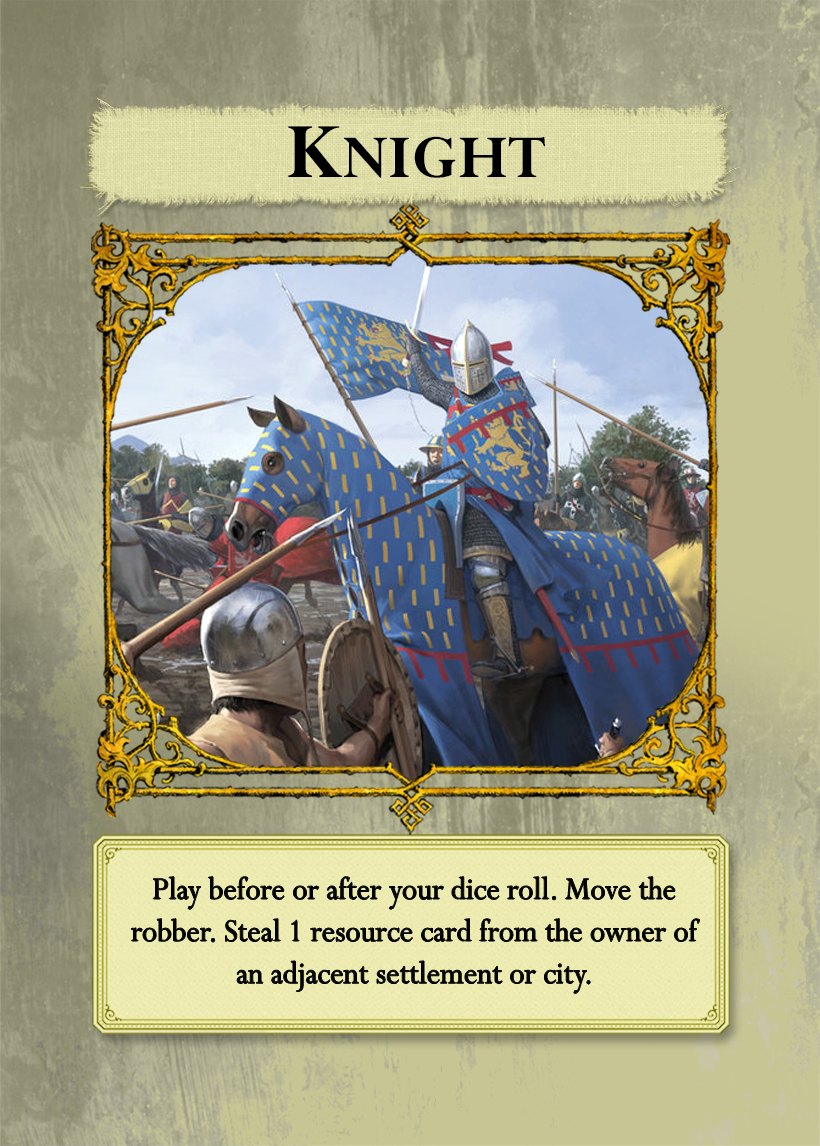 Knight
Play before or after your dice roll. Move the
robber. Steal 1 resource card from the owner of
an adjacent settlement or city.